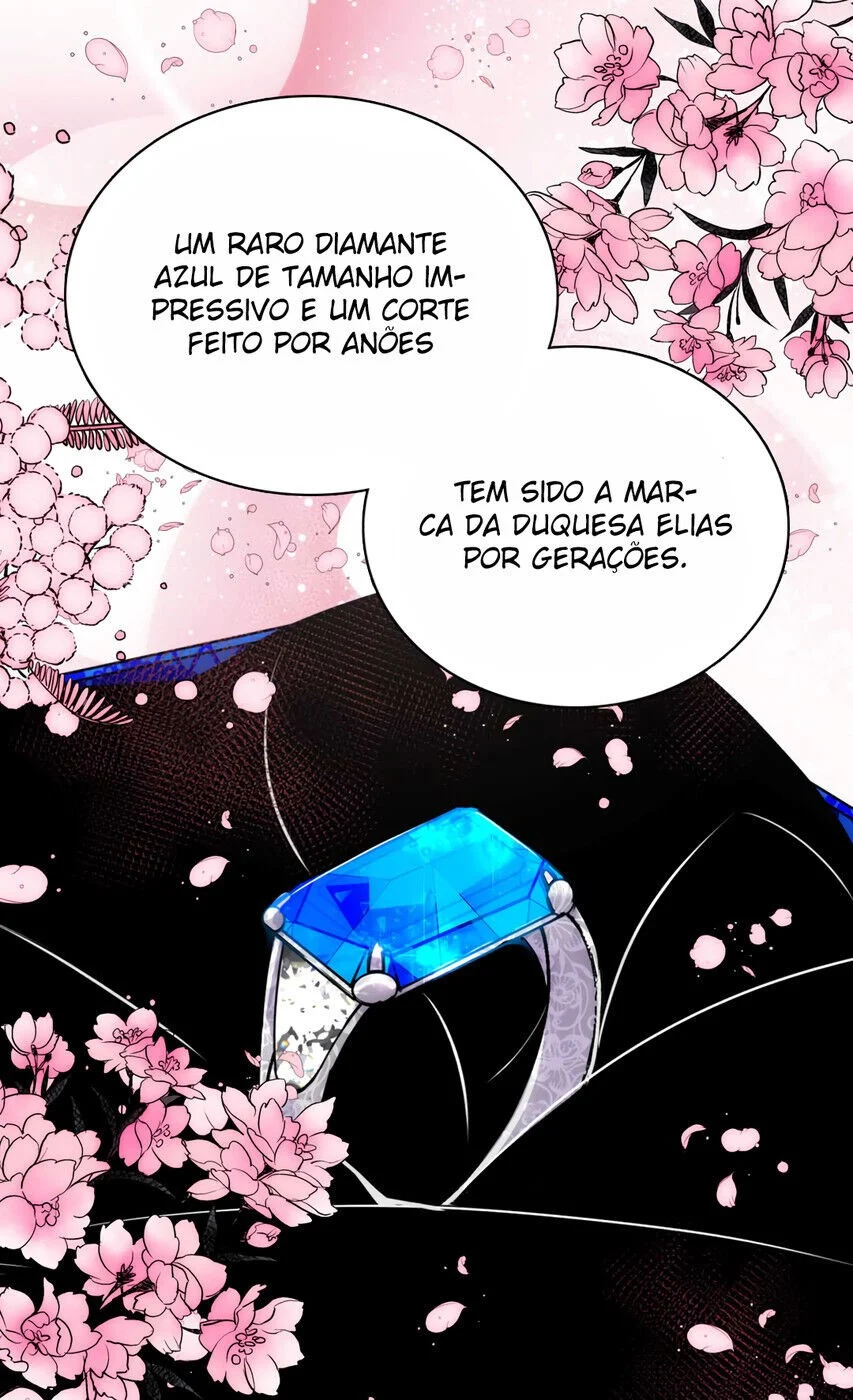 UM RARO DIAMANTE
AZUL DE TAMANHO IM-
PRESSIVO E UM CORTE
FEITO POR ANÕES
TEM SIDO A MAR-
CA DA DUQUESA ELIAS
POR GERAÇÕES.